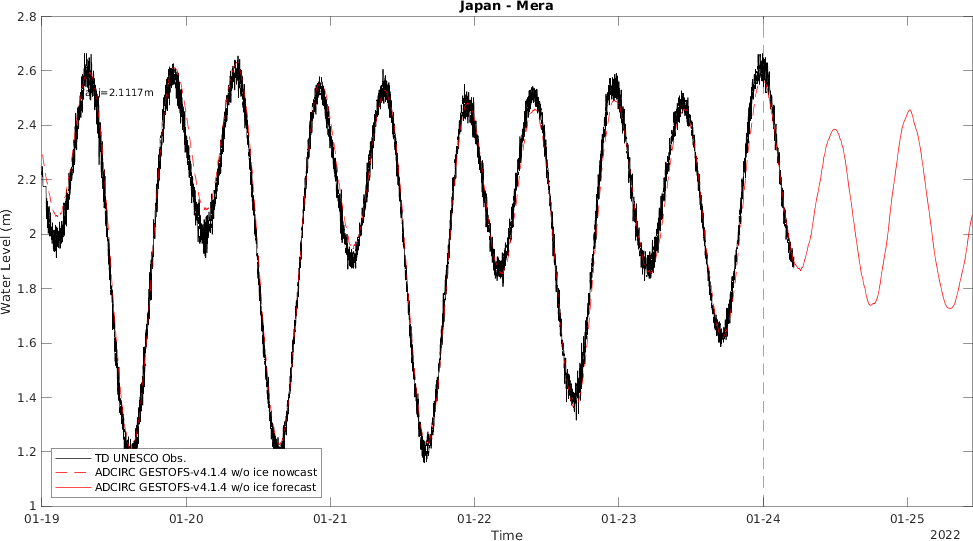 Japan - Mera
2.8
2.6
2.4
2.2
2
1.8
1.6
1.4
1.2
1
Water Level (m)
j=2.1117m
TD UNESCO Obs.
ADCIRC GESTOFS-v4.1.4 w/o ice nowcast
ADCIRC GESTOFS-v4.1.4 w/o ice forecast
01-19 01-20 01-21 01-22 01-23 01-24 01-25
Time
2022